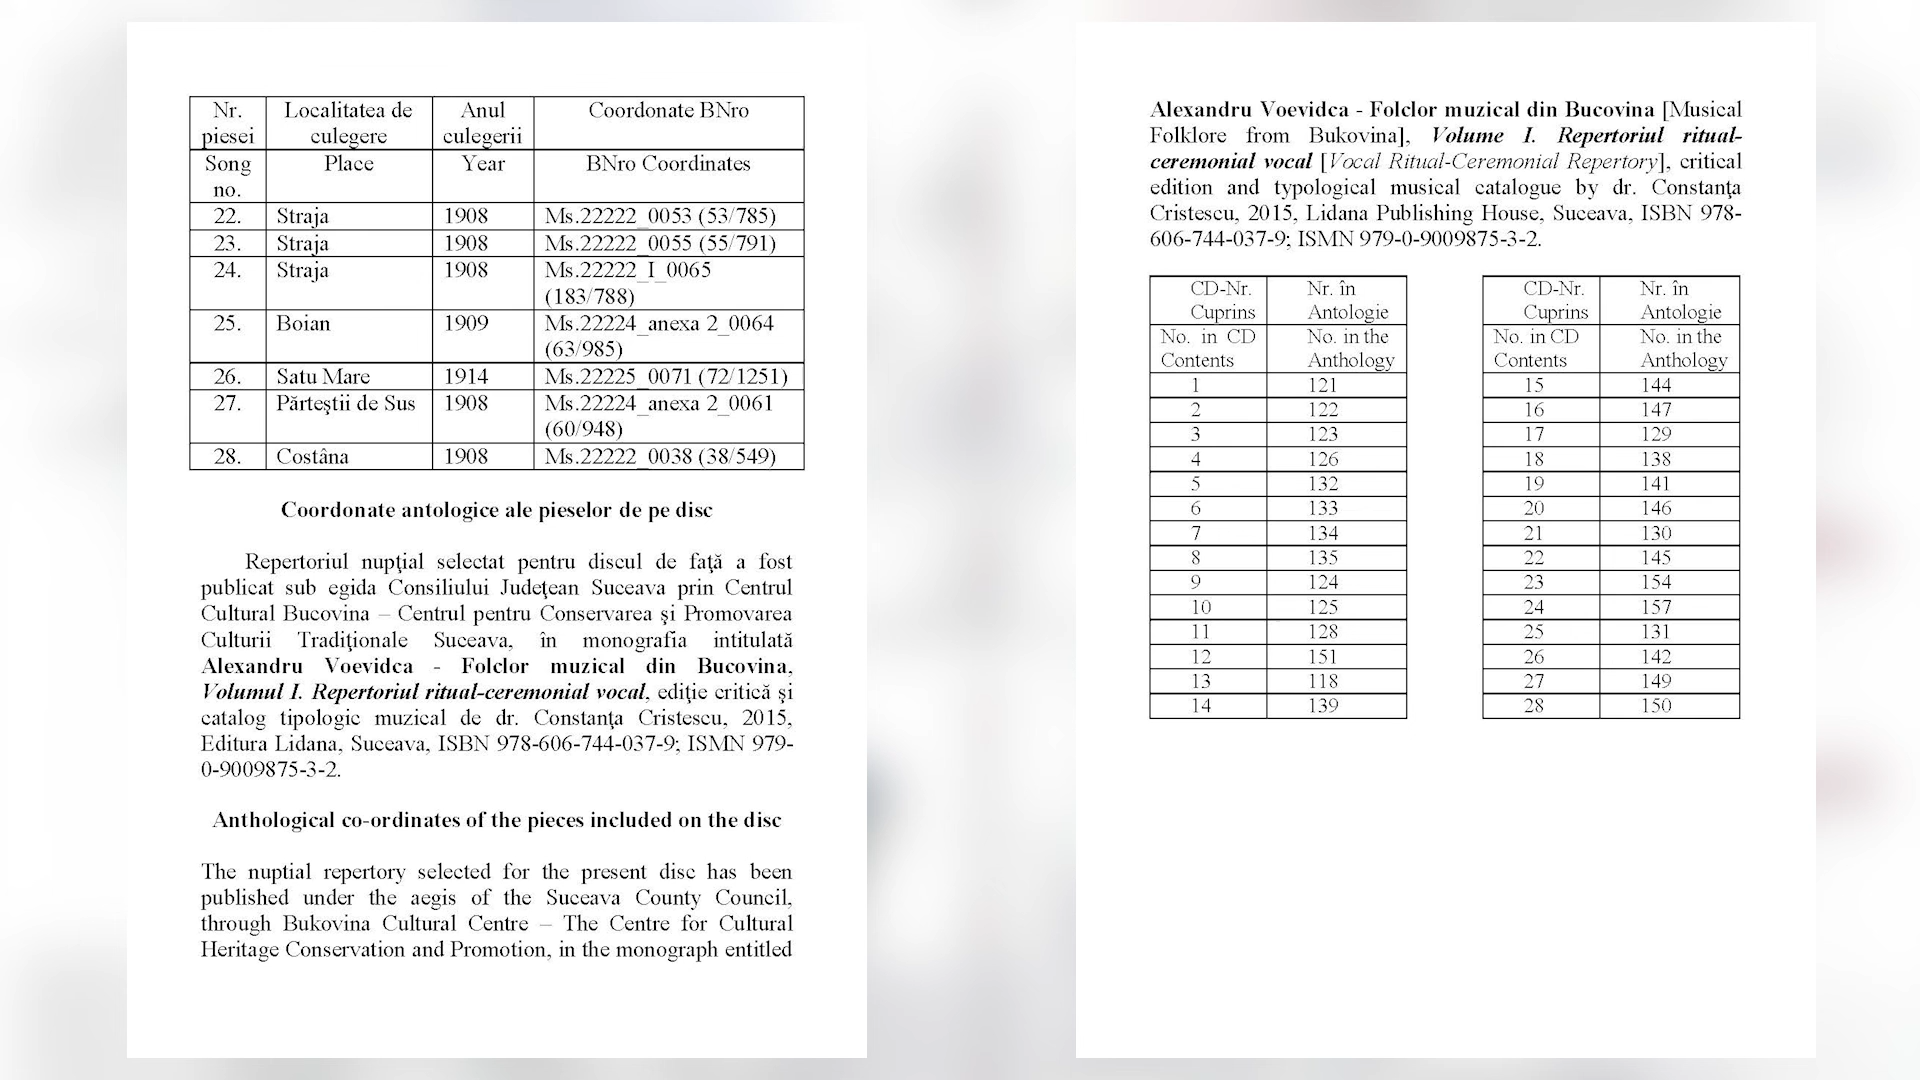 Nr. piesei Localitatea de culegere Anul culegerii Coordonate BNro
Song no. Place Year BNro Coordinates
22. Straja 1908 Ms.22222_0053 (53/785)
23. Straja 1908 Ms.22222_0055 (55/791)
24. Straja 1908 Ms.22222_I_0065 (183/788)
25. Boian 1909 Ms.22224_anexa 2_0064 (63/985)
26. Satu Mare 1914 Ms.22225_0071 (72/1251)
27. Părteştii de Sus 1908 Ms.22224_anexa 2_0061 (60/948)
28. Costâna 1908 Ms.22222_0038 (38/549)
Coordonate antologice ale pieselor de pe disc
Repertoriul nupţial selectat pentru discul de faţă a fost
publicat sub egida Consiliului Judeţean Suceava prin Centrul
Cultural Bucovina – Centrul pentru Conservarea şi Promovarea
Culturii Tradiţionale Suceava, în monografia intitulată
Alexandru Voevidca - Folclor muzical din Bucovina,
Volumul I. Repertoriul ritual-ceremonial vocal, ediţie critică şi
catalog tipologic muzical de dr. Constanţa Cristescu, 2015,
Editura Lidana, Suceava, ISBN 978-606-744-037-9; ISMN 979-
0-9009875-3-2.
Anthological co-ordinates of the pieces included on the disc
The nuptial repertory selected for the present disc has been
published under the aegis of the Suceava County Council,
through Bukovina Cultural Centre – The Centre for Cultural
Heritage Conservation and Promotion, in the monograph entitled
Alexandru Voevidca - Folclor muzical din Bucovina [Musical
Folklore from Bukovina], Volume I. Repertoriul ritual-
ceremonial vocal [Vocal Ritual-Ceremonial Repertory], critical
edition and typological musical catalogue by dr. Constanţa
Cristescu, 2015, Lidana Publishing House, Suceava, ISBN 978-
606-744-037-9; ISMN 979-0-9009875-3-2.
CD-Nr. Cuprins Nr. în Antologie
No. in CD Contents No. in the Anthology
1 121
2 122
3 123
4 126
5 132
6 133
7 134
8 135
9 124
10 125
11 128
12 151
13 118
14 139
CD-Nr. Cuprins Nr. în Antologie
No. in CD Contents No. in the Anthology
15 144
16 147
17 129
18 138
19 141
20 146
21 130
22 145
23 154
24 157
25 131
26 142
27 149
28 150